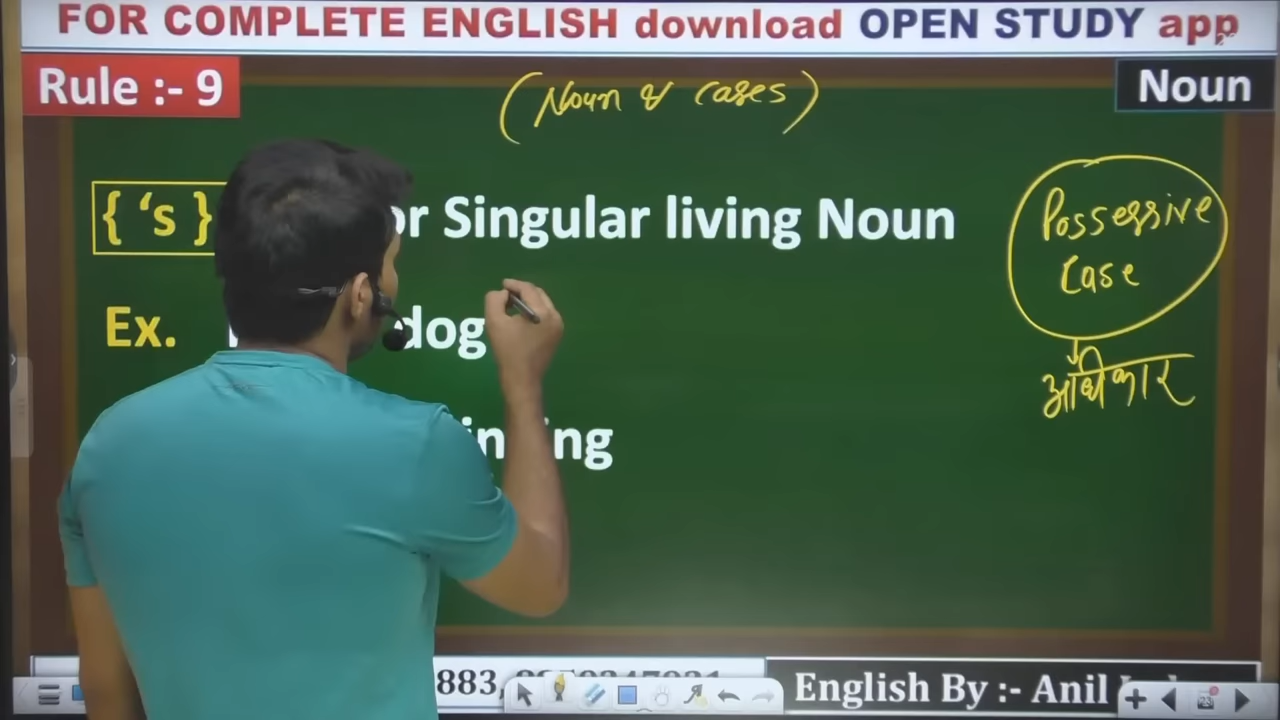 FOR COMPLETE ENGLISH download OPEN STUDY app
Rule :- 9
(Noun & cases)
Noun
{ ‘s } or Singular living Noun
Possessive
Case
अधिकार
Ex. dog
ing
883,
English By :- Anil